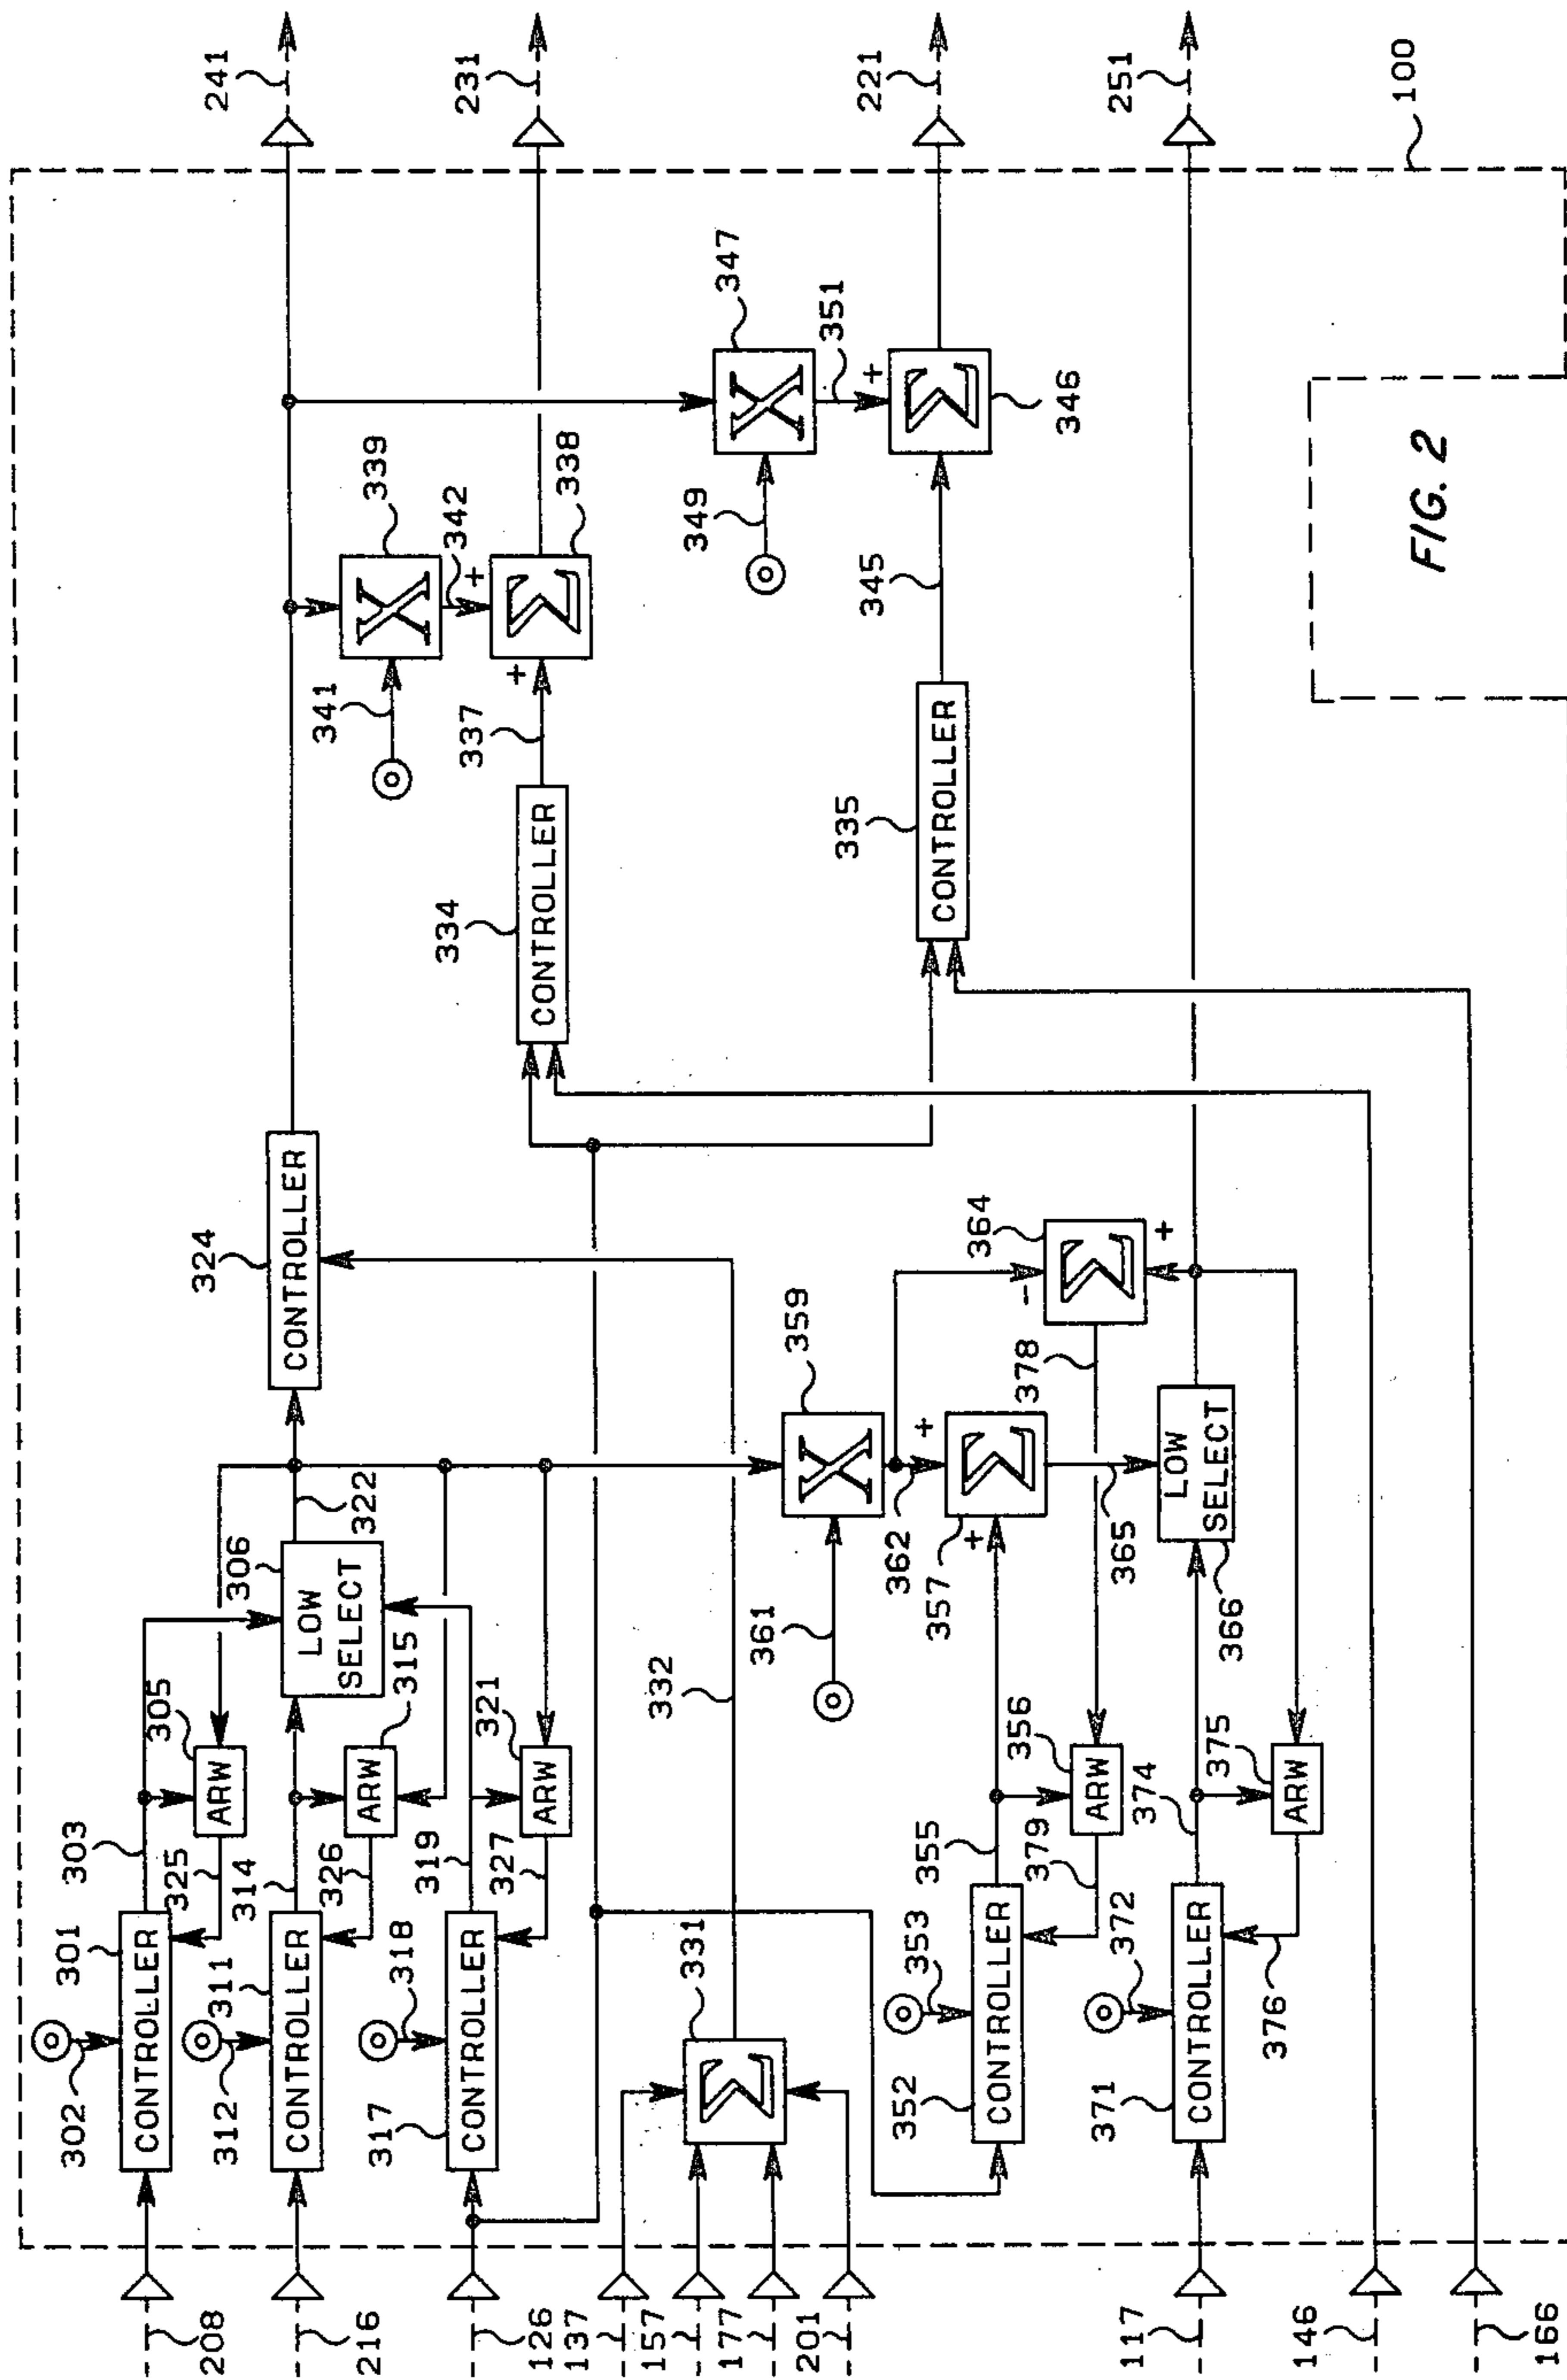 302
301
303
CONTROLLER
208
305
ARW
325
306
LOW
SELECT
322
324
CONTROLLER
241
312
311
314
CONTROLLER
216
315
ARW
326
318
317
319
CONTROLLER
126
321
ARW
327
341
339
X
342
+
+
Σ
338
231
334
CONTROLLER
337
137
157
177
201
331
Σ
332
349
347
X
351
+
Σ
346
221
335
CONTROLLER
345
361
359
X
362
+
+
Σ
357
365
-
+
Σ
364
378
353
352
CONTROLLER
355
356
ARW
379
372
371
CONTROLLER
374
117
375
ARW
376
LOW
SELECT
366
251
146
166
100
FIG. 2